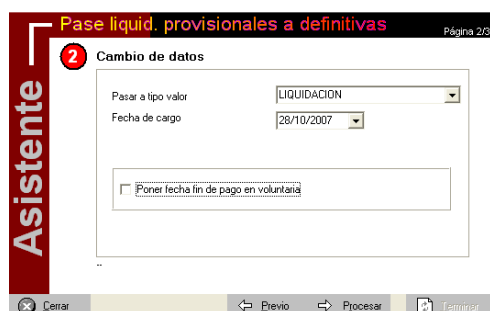 Pase liquid. provisionales a definitivas
Página 2/3
2 Cambio de datos
Asistente
Pasar a tipo valor LIQUIDACION
Fecha de cargo 28/10/2007
Poner fecha fin de pago en voluntaria
..
Cerrar Previo Procesar Terminar